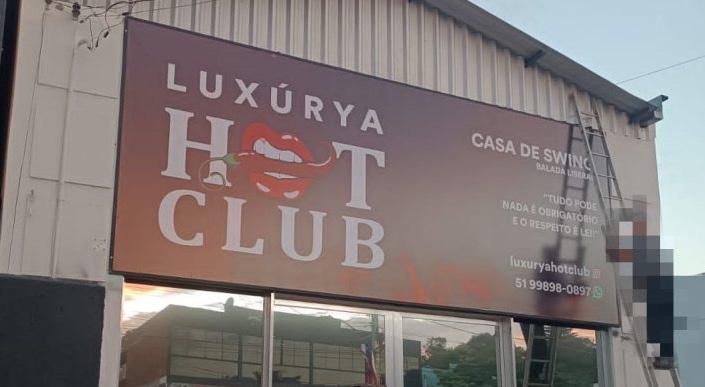 LUXÚRYA
HOT
CLUB
CASA DE SWING
BALADA LIBERAL
"TUDO PODE
NADA É OBRIGATÓRIO
E O RESPEITO É LEI!"
luxuryahotclub
51 99898-0897